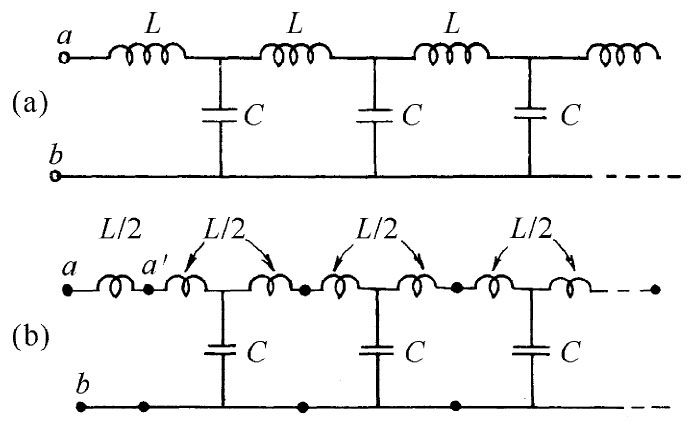 a L L L
(a) C C C
b
L/2 L/2 L/2 L/2
a a'
(b) C C C
b